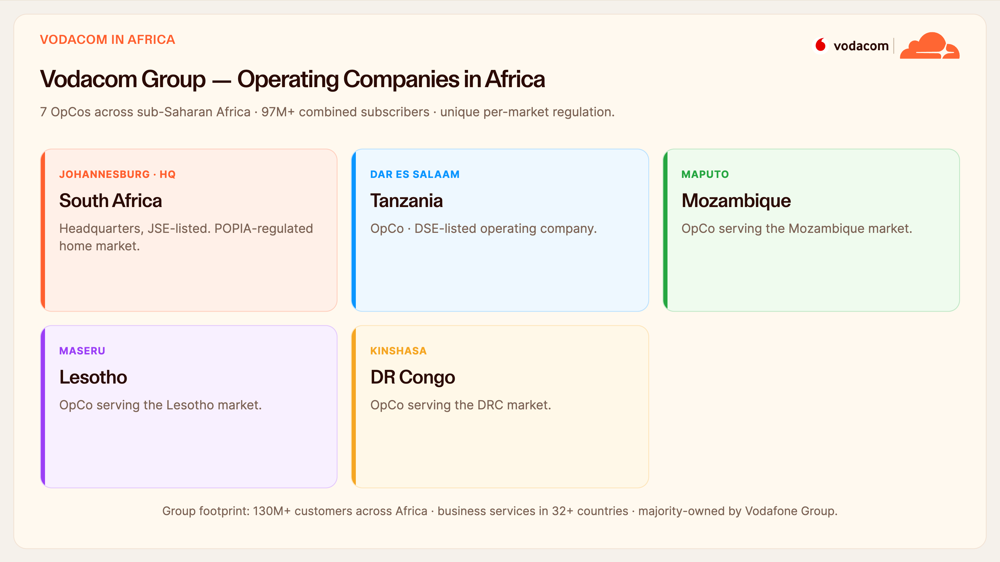 VODACOM IN AFRICA
vodacom
Vodacom Group — Operating Companies in Africa
7 OpCos across sub-Saharan Africa · 97M+ combined subscribers · unique per-market regulation.
JOHANNESBURG · HQ
South Africa
Headquarters, JSE-listed. POPIA-regulated
home market.
DAR ES SALAAM
Tanzania
OpCo · DSE-listed operating company.
MAPUTO
Mozambique
OpCo serving the Mozambique market.
MASERU
Lesotho
OpCo serving the Lesotho market.
KINSHASA
DR Congo
OpCo serving the DRC market.
Group footprint: 130M+ customers across Africa · business services in 32+ countries · majority-owned by Vodafone Group.